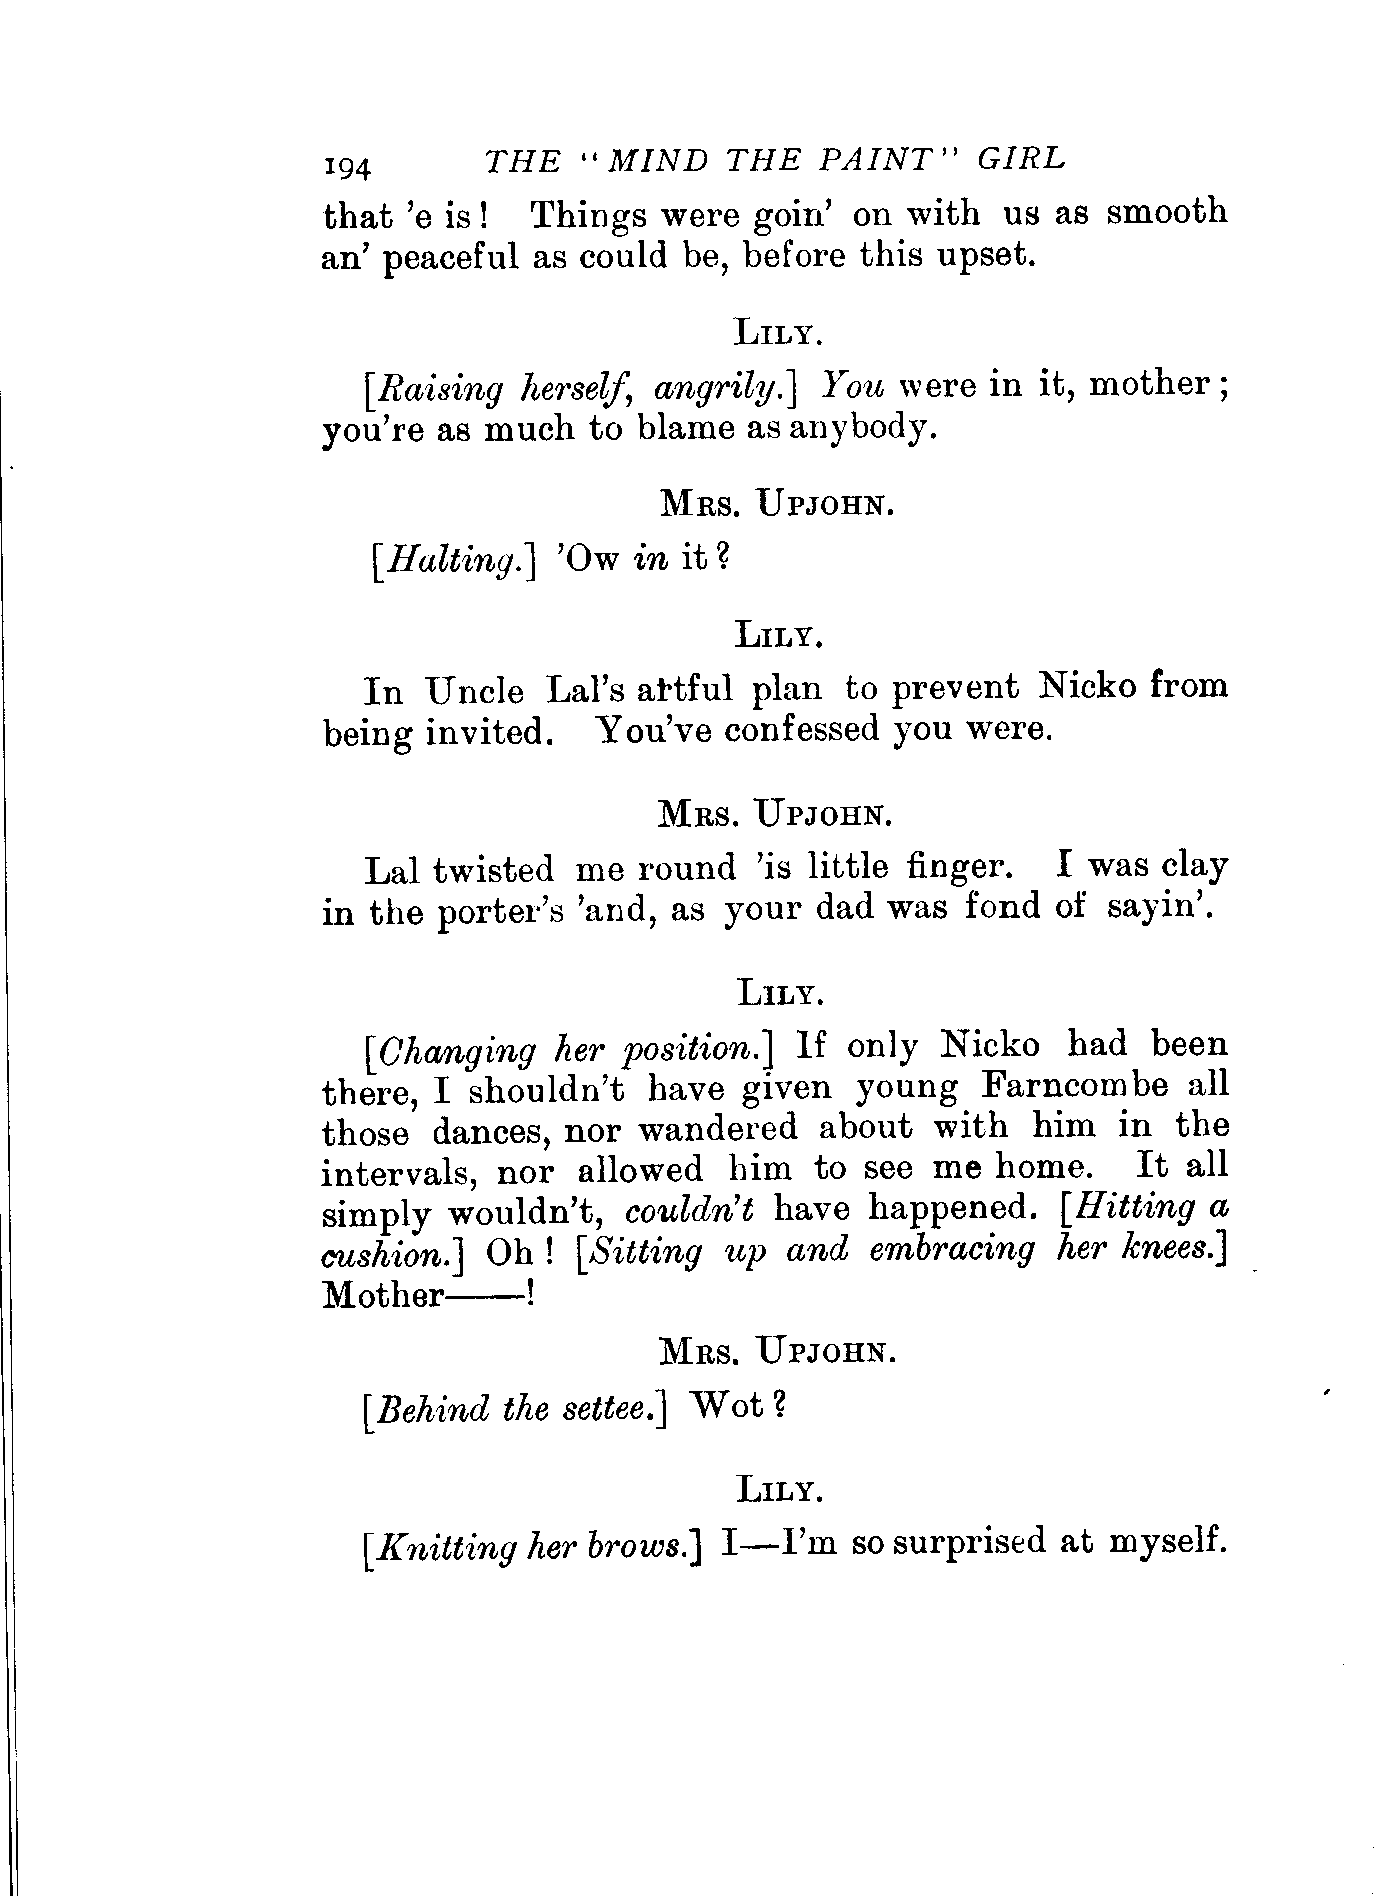 194 THE "MIND THE PAINT" GIRL
that 'e is! Things were goin' on with us as smooth
an' peaceful as could be, before this upset.
LILY.
[Raising herself, angrily.] You were in it, mother;
you're as much to blame as anybody.
MRS. UPJOHN.
[Halting.] 'Ow in it?
LILY.
In Uncle Lal's artful plan to prevent Nicko from
being invited. You've confessed you were.
MRS. UPJOHN.
Lal twisted me round 'is little finger. I was clay
in the porter's 'and, as your dad was fond of sayin'.
LILY.
[Changing her position.] If only Nicko had been
there, I shouldn't have given young Farncombe all
those dances, nor wandered about with him in the
intervals, nor allowed him to see me home. It all
simply wouldn't, couldn't have happened. [Hitting a
cushion.] Oh! [Sitting up and embracing her knees.]
Mother——!
MRS. UPJOHN.
[Behind the settee.] Wot?
LILY.
[Knitting her brows.] I—I'm so surprised at myself.